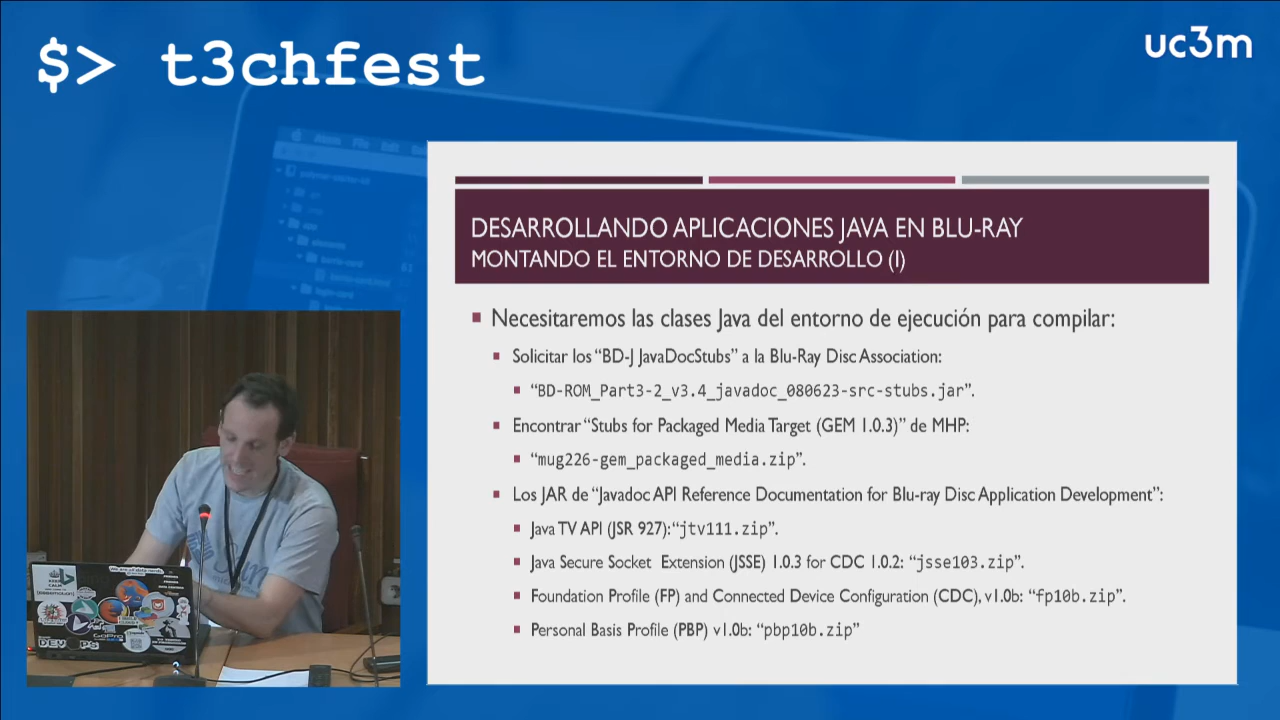 $> t3chfest
uc3m
DESARROLLANDO APLICACIONES JAVA EN BLU-RAY
MONTANDO EL ENTORNO DE DESARROLLO (I)
Necesitaremos las clases Java del entorno de ejecución para compilar:
Solicitar los “BD-J JavaDocStubs” a la Blu-Ray Disc Association:
“BD-ROM_Part3-2_v3.4_javadoc_080623-src-stubs.jar”.
Encontrar “Stubs for Packaged Media Target (GEM 1.0.3)” de MHP:
“mug226-gem_packaged_media.zip”.
Los JAR de “Javadoc API Reference Documentation for Blu-ray Disc Application Development”:
Java TV API (JSR 927): “jtv111.zip”.
Java Secure Socket Extension (JSSE) 1.0.3 for CDC 1.0.2: “jsse103.zip”.
Foundation Profile (FP) and Connected Device Configuration (CDC), v1.0b: “fp10b.zip”.
Personal Basis Profile (PBP) v1.0b: “pbp10b.zip”
GoPro